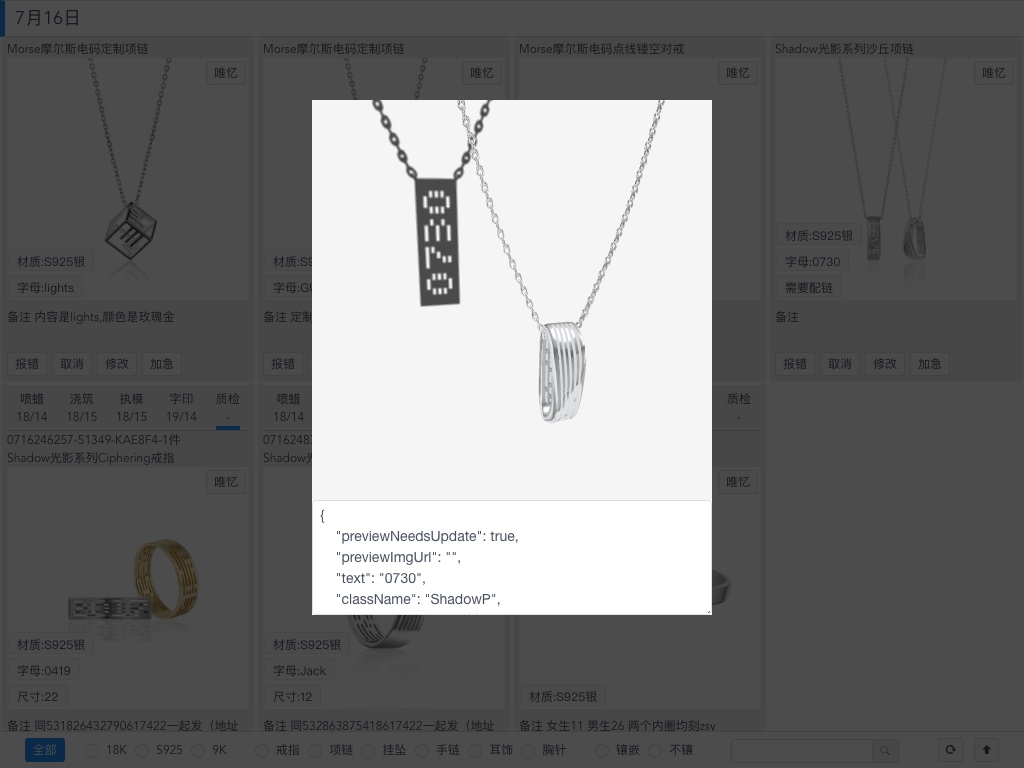 7月16日
Morse摩尔斯电码定制项链
唯忆
材质:S925银
字母:lights
备注 内容是lights,颜色是玫瑰金
报错 取消 修改 加急
Morse摩尔斯电码定制项链
唯忆
备注 定制
报错
Morse摩尔斯电码点线镂空对戒
唯忆
Shadow光影系列沙丘项链
唯忆
材质:S925银
字母:0730
需要配链
备注
报错 取消 修改 加急
0730
{
"previewNeedsUpdate": true,
"previewImgUrl": "",
"text": "0730",
"className": "ShadowP",
喷蜡 浇筑 执模 字印 质检
18/14 18/15 18/15 19/14 -
0716246257-51349-KAE8F4-1件
Shadow光影系列Ciphering戒指
唯忆
材质:S925银
字母:0419
尺寸:22
备注 同531826432790617422一起发（地址
喷蜡
18/14
材质:S925银
字母:Jack
尺寸:12
备注 同532863875418617422一起发（地址
质检
-
唯忆
材质:S925银
备注 女生11 男生26 两个内圈均刻zsy
全部 18K S925 9K 戒指 项链 挂坠 手链 耳饰 胸针 镶嵌 不镶